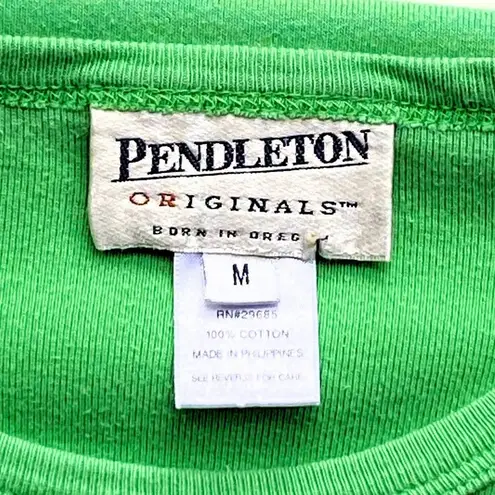 PENDLETON
ORIGINALS™
BORN IN OREG
M
RN#29685
100% COTTON
MADE IN PHILIPPINES
SEE REVERSE FOR CARE